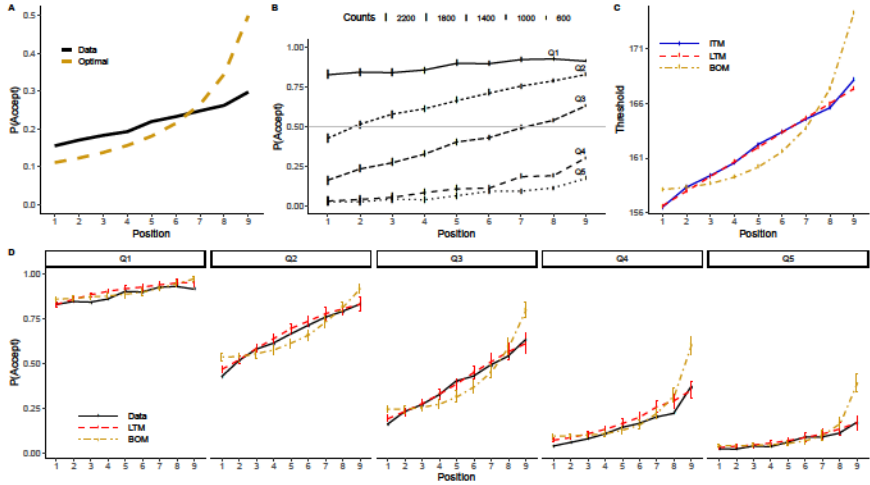 A
0.5
0.4
0.3
0.2
0.1
0.0
P(Accept)
Data
Optimal
1 2 3 4 5 6 7 8 9
Position
B
Counts 2200 1800 1400 1000 600
1.00
0.75
0.50
0.25
0.00
P(Accept)
Q1
Q2
Q3
Q4
Q5
1 2 3 4 5 6 7 8 9
Position
C
171
166
161
156
Threshold
ITM
LTM
BOM
1 2 3 4 5 6 7 8 9
Position
D
Q1 Q2 Q3 Q4 Q5
1.00
0.75
0.50
0.25
0.00
P(Accept)
Data
LTM
BOM
1 2 3 4 5 6 7 8 9 1 2 3 4 5 6 7 8 9 1 2 3 4 5 6 7 8 9 1 2 3 4 5 6 7 8 9 1 2 3 4 5 6 7 8 9
Position